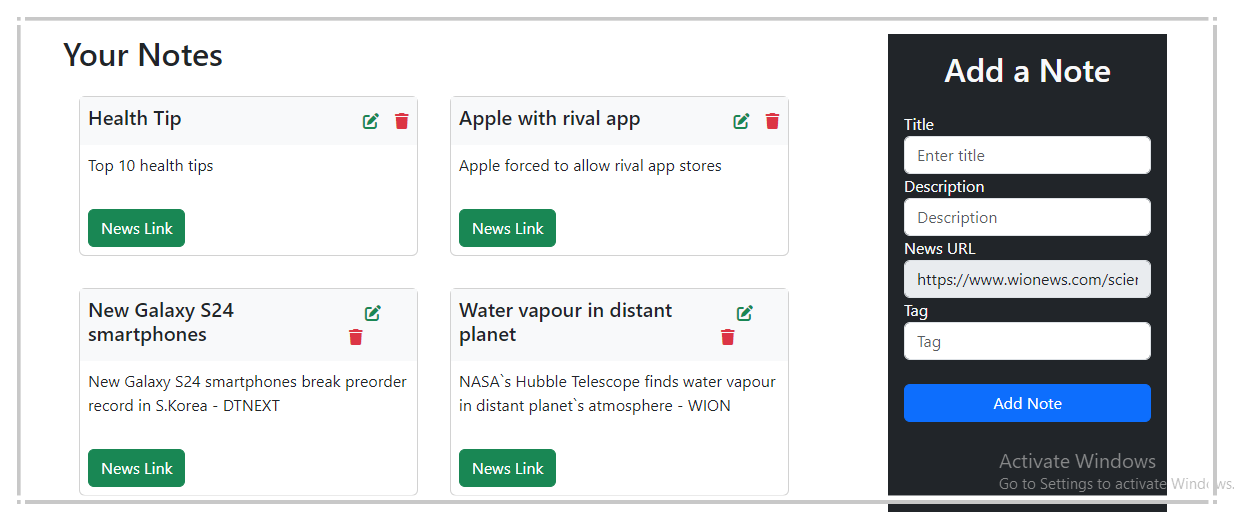 Your Notes
Health Tip
Top 10 health tips
News Link
Apple with rival app
Apple forced to allow rival app stores
News Link
New Galaxy S24
smartphones
New Galaxy S24 smartphones break preorder
record in S.Korea - DTNEXT
News Link
Water vapour in distant
planet
NASA`s Hubble Telescope finds water vapour
in distant planet`s atmosphere - WION
News Link
Add a Note
Title
Enter title
Description
Description
News URL
https://www.wionews.com/scier
Tag
Tag
Add Note
Activate Windows
Go to Settings to activate Windows.